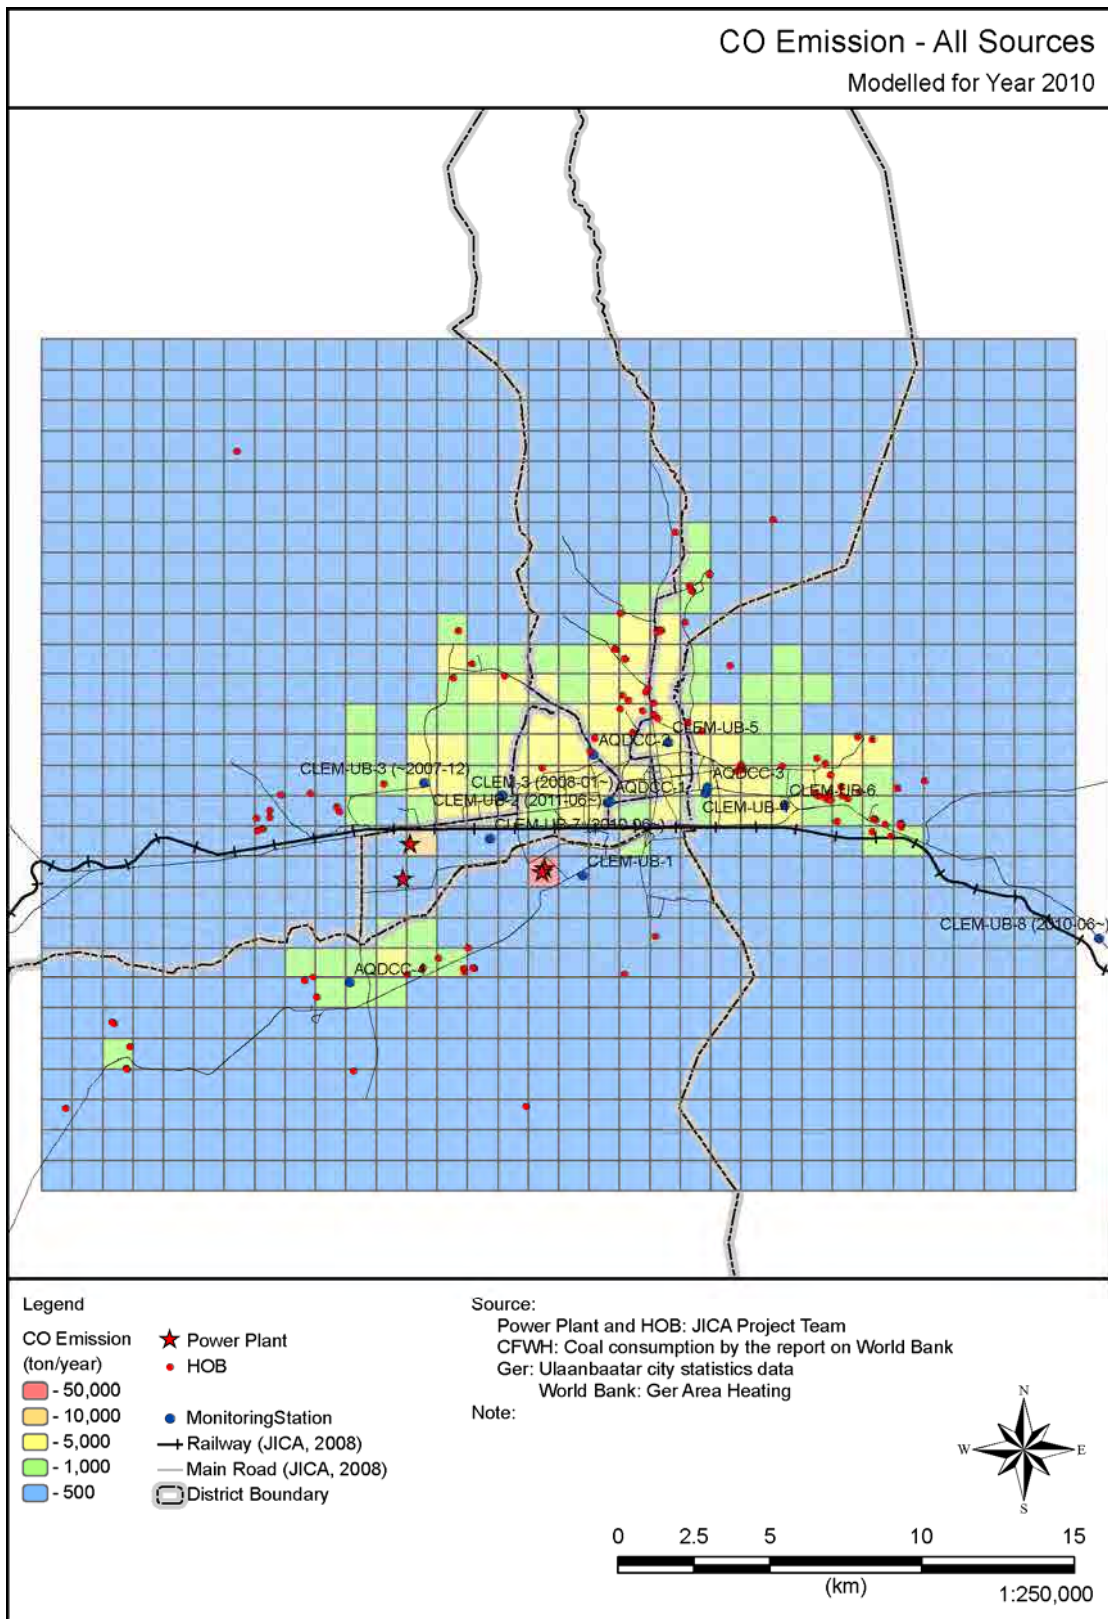 CO Emission - All Sources
Modelled for Year 2010
CLEM-UB-5
AQDCC-2
CLEM-UB-3 (~2007-12)
CLEM-3 (2008-01~)
AQDCC-3
AQDCC-1
CLEM-UB-6
CLEM-UB-2 (2011-06~)
CLEM-UB-7 (2010-06~)
CLEM-UB-1
CLEM-UB-8 (2010-06~)
AQDCC-4
Legend
CO Emission
(ton/year)
- 50,000
- 10,000
- 5,000
- 1,000
- 500
Power Plant
HOB
MonitoringStation
Railway (JICA, 2008)
Main Road (JICA, 2008)
District Boundary
Source:
Power Plant and HOB: JICA Project Team
CFWH: Coal consumption by the report on World Bank
Ger: Ulaanbaatar city statistics data
World Bank: Ger Area Heating
Note:
N
W E
S
0 2.5 5 10 15
(km)
1:250,000